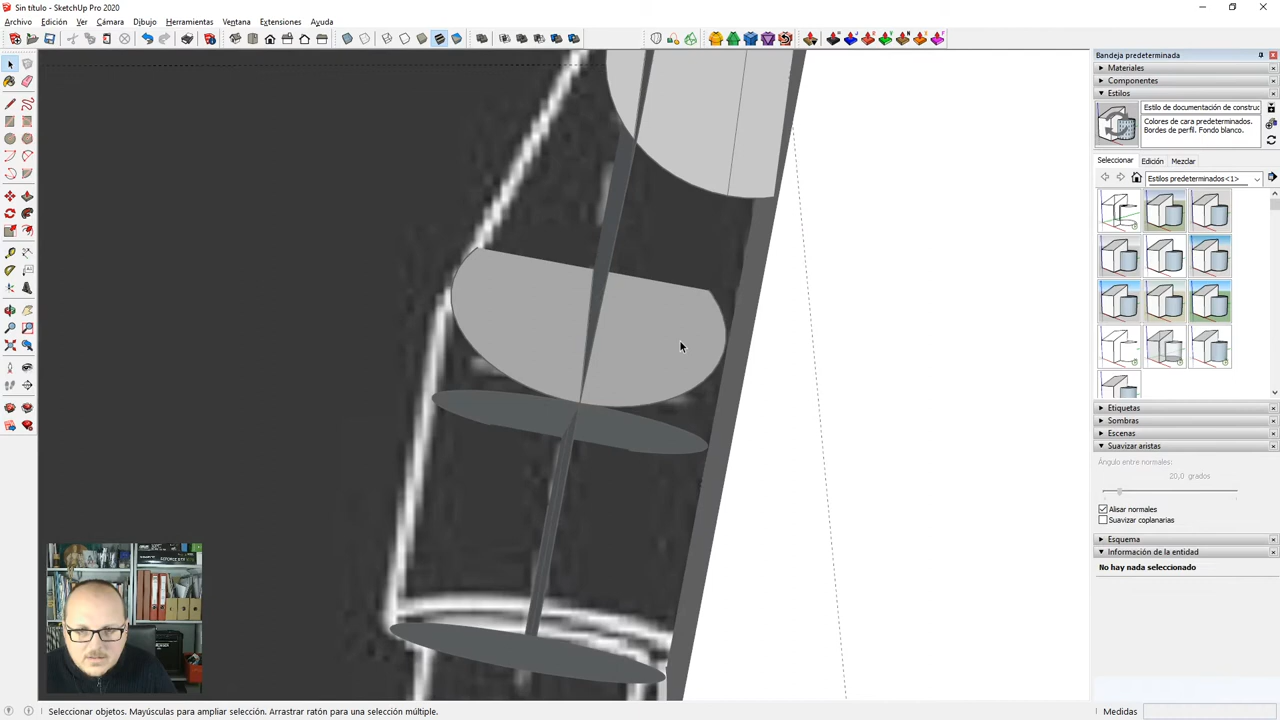 Sin título - SketchUp Pro 2020
Archivo Edición Ver Cámara Dibujo Herramientas Ventana Extensiones Ayuda
Bandeja predeterminada
Materiales
Componentes
Estilos
Estilo de documentación de construc
Colores de cara predeterminados.
Bordes de perfil. Fondo blanco.
Seleccionar Edición Mezclar
Estilos predeterminados<1>
Etiquetas
Sombras
Escenas
Suavizar aristas
Ángulo entre normales:
20,0 grados
Alisar normales
Suavizar coplanarias
Esquema
Información de la entidad
No hay nada seleccionado
Seleccionar objetos. Mayúsculas para ampliar selección. Arrastrar ratón para una selección múltiple.
Medidas